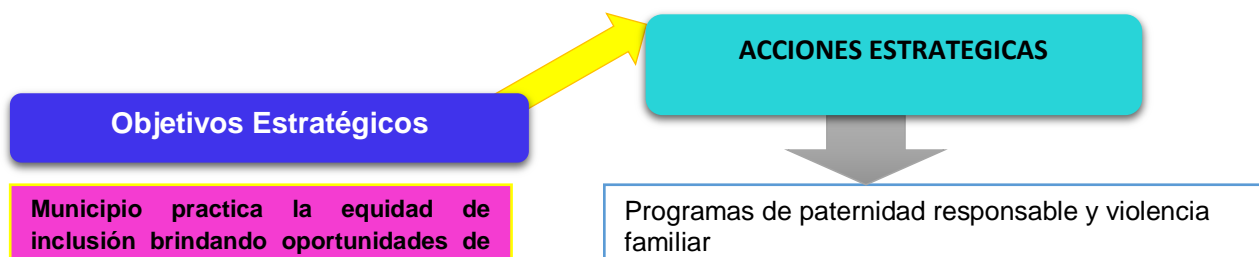 ACCIONES ESTRATEGICAS
Objetivos Estratégicos
Municipio practica la equidad de
inclusión brindando oportunidades de
Programas de paternidad responsable y violencia
familiar